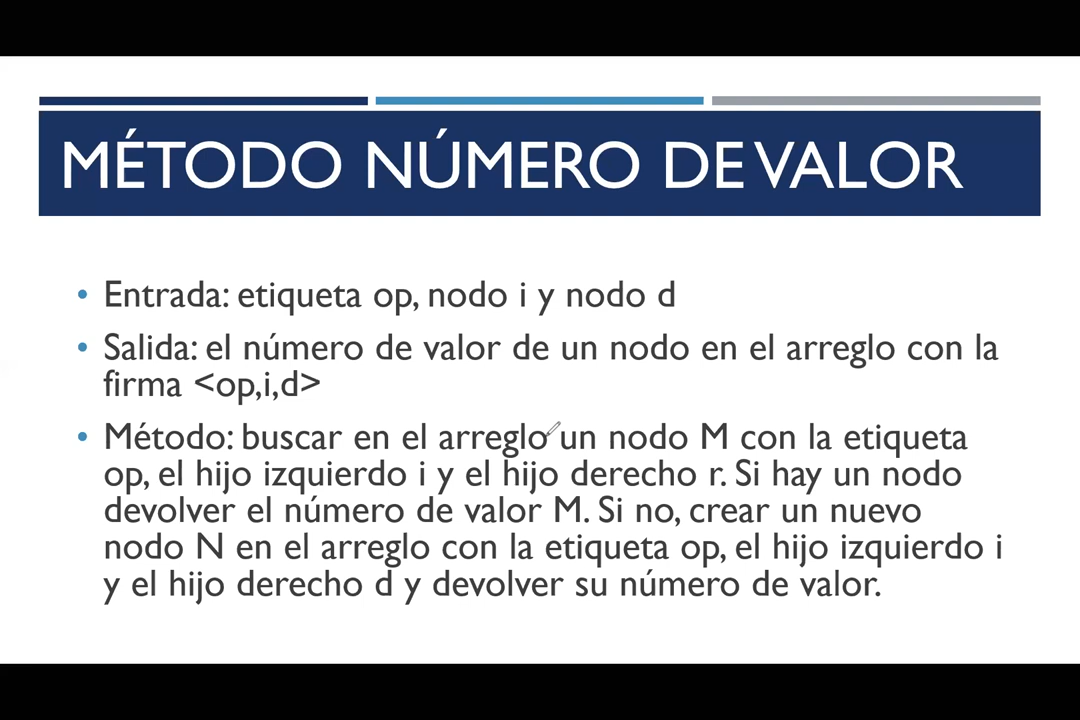 MÉTODO NÚMERO DE VALOR
• Entrada: etiqueta op, nodo i y nodo d
• Salida: el número de valor de un nodo en el arreglo con la
firma <op,i,d>
• Método: buscar en el arreglo un nodo M con la etiqueta
op, el hijo izquierdo i y el hijo derecho r. Si hay un nodo
devolver el número de valor M. Si no, crear un nuevo
nodo N en el arreglo con la etiqueta op, el hijo izquierdo i
y el hijo derecho d y devolver su número de valor.